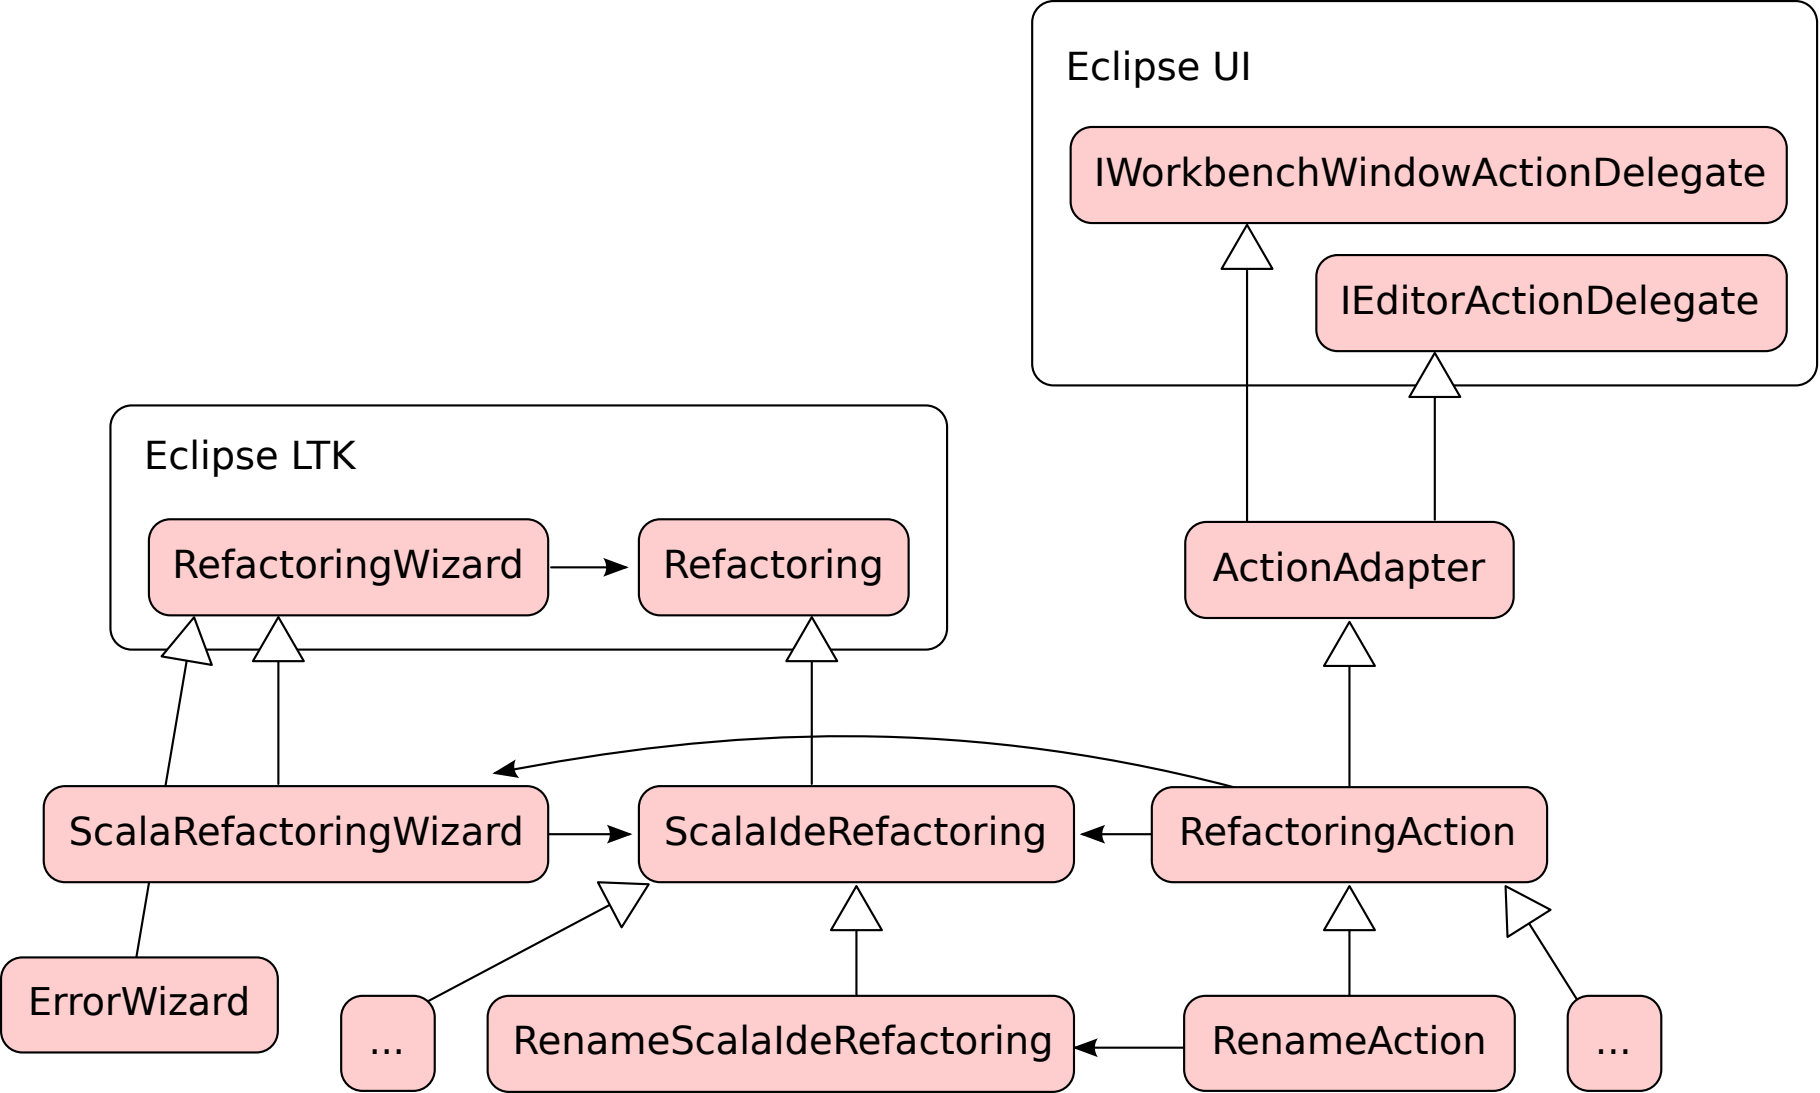 Eclipse UI
IWorkbenchWindowActionDelegate
IEditorActionDelegate
Eclipse LTK
RefactoringWizard
Refactoring
ActionAdapter
ScalaRefactoringWizard
ScalaIdeRefactoring
RefactoringAction
ErrorWizard
...
RenameScalaIdeRefactoring
RenameAction
...